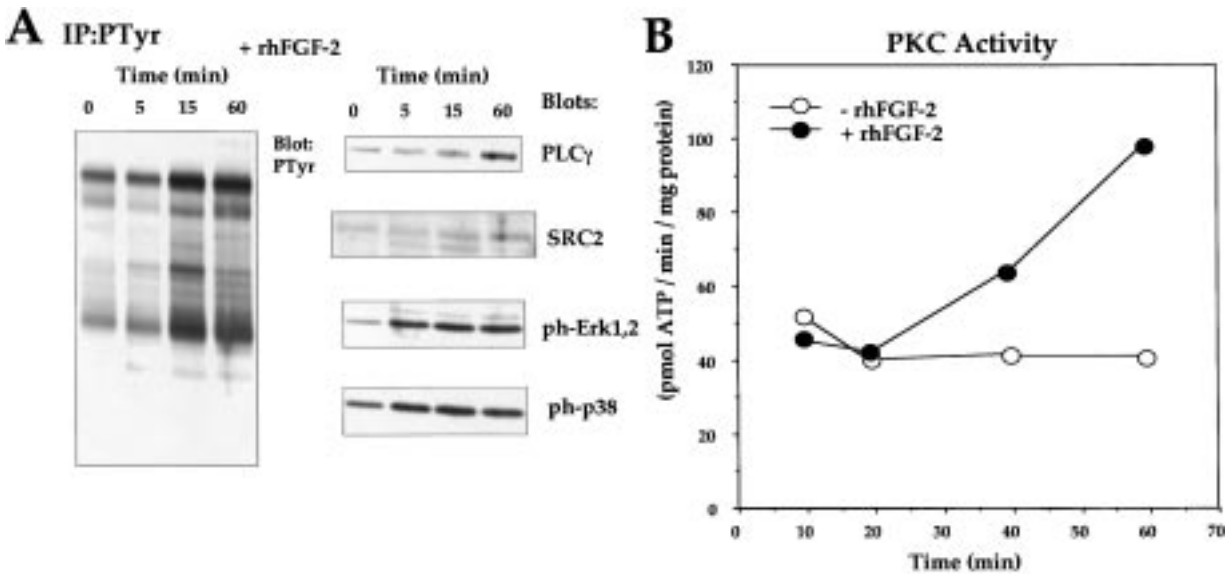 A IP:PTyr
+ rhFGF-2
Time (min)
0 5 15 60
Blot:
PTyr
Time (min)
0 5 15 60
Blots:
PLCγ
SRC2
ph-Erk1,2
ph-p38
B PKC Activity
- rhFGF-2
+ rhFGF-2
(pmol ATP / min / mg protein)
120
100
80
60
40
20
0
0 10 20 30 40 50 60 70
Time (min)